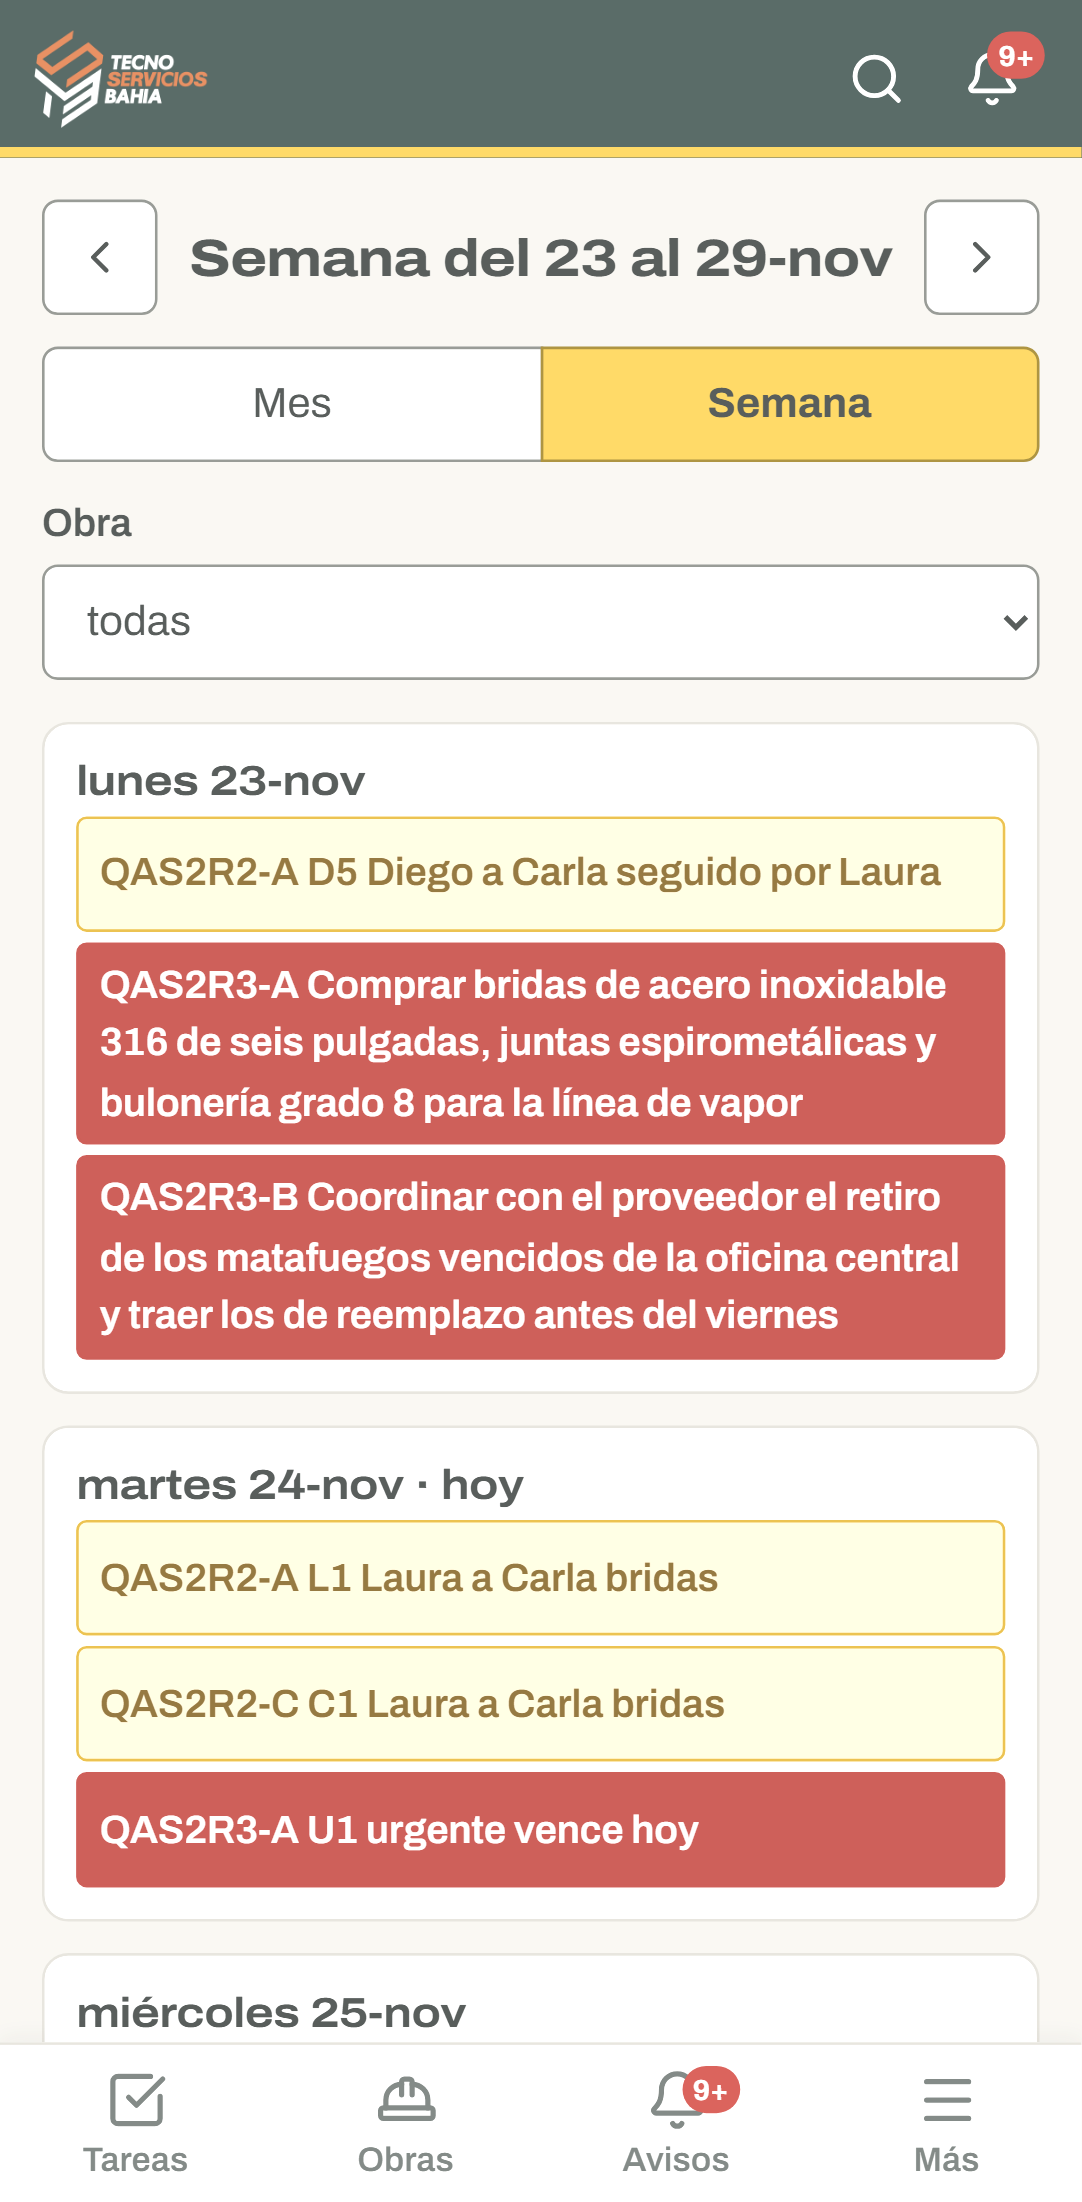 TECNO
SERVICIOS
BAHIA
9+
Semana del 23 al 29-nov
Mes
Semana
Obra
todas
lunes 23-nov
QAS2R2-A D5 Diego a Carla seguido por Laura
QAS2R3-A Comprar bridas de acero inoxidable
316 de seis pulgadas, juntas espirometálicas y
bulonería grado 8 para la línea de vapor
QAS2R3-B Coordinar con el proveedor el retiro
de los matafuegos vencidos de la oficina central
y traer los de reemplazo antes del viernes
martes 24-nov · hoy
QAS2R2-A L1 Laura a Carla bridas
QAS2R2-C C1 Laura a Carla bridas
QAS2R3-A U1 urgente vence hoy
miércoles 25-nov
9+
Tareas
Obras
Avisos
Más